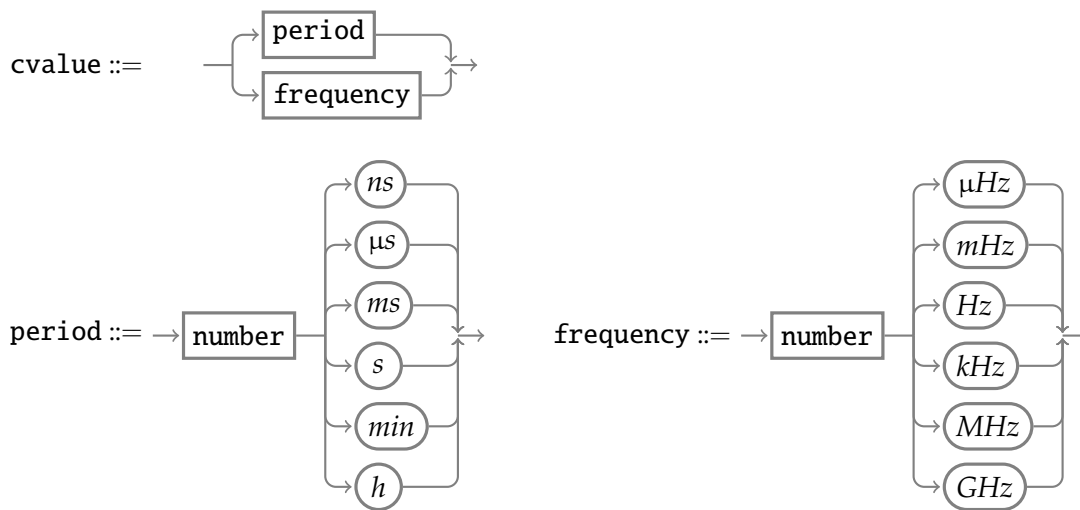 period
cvalue ::=
frequency
ns
μHz
μs
mHz
ms
Hz
period ::= number
frequency ::= number
s
kHz
min
MHz
h
GHz